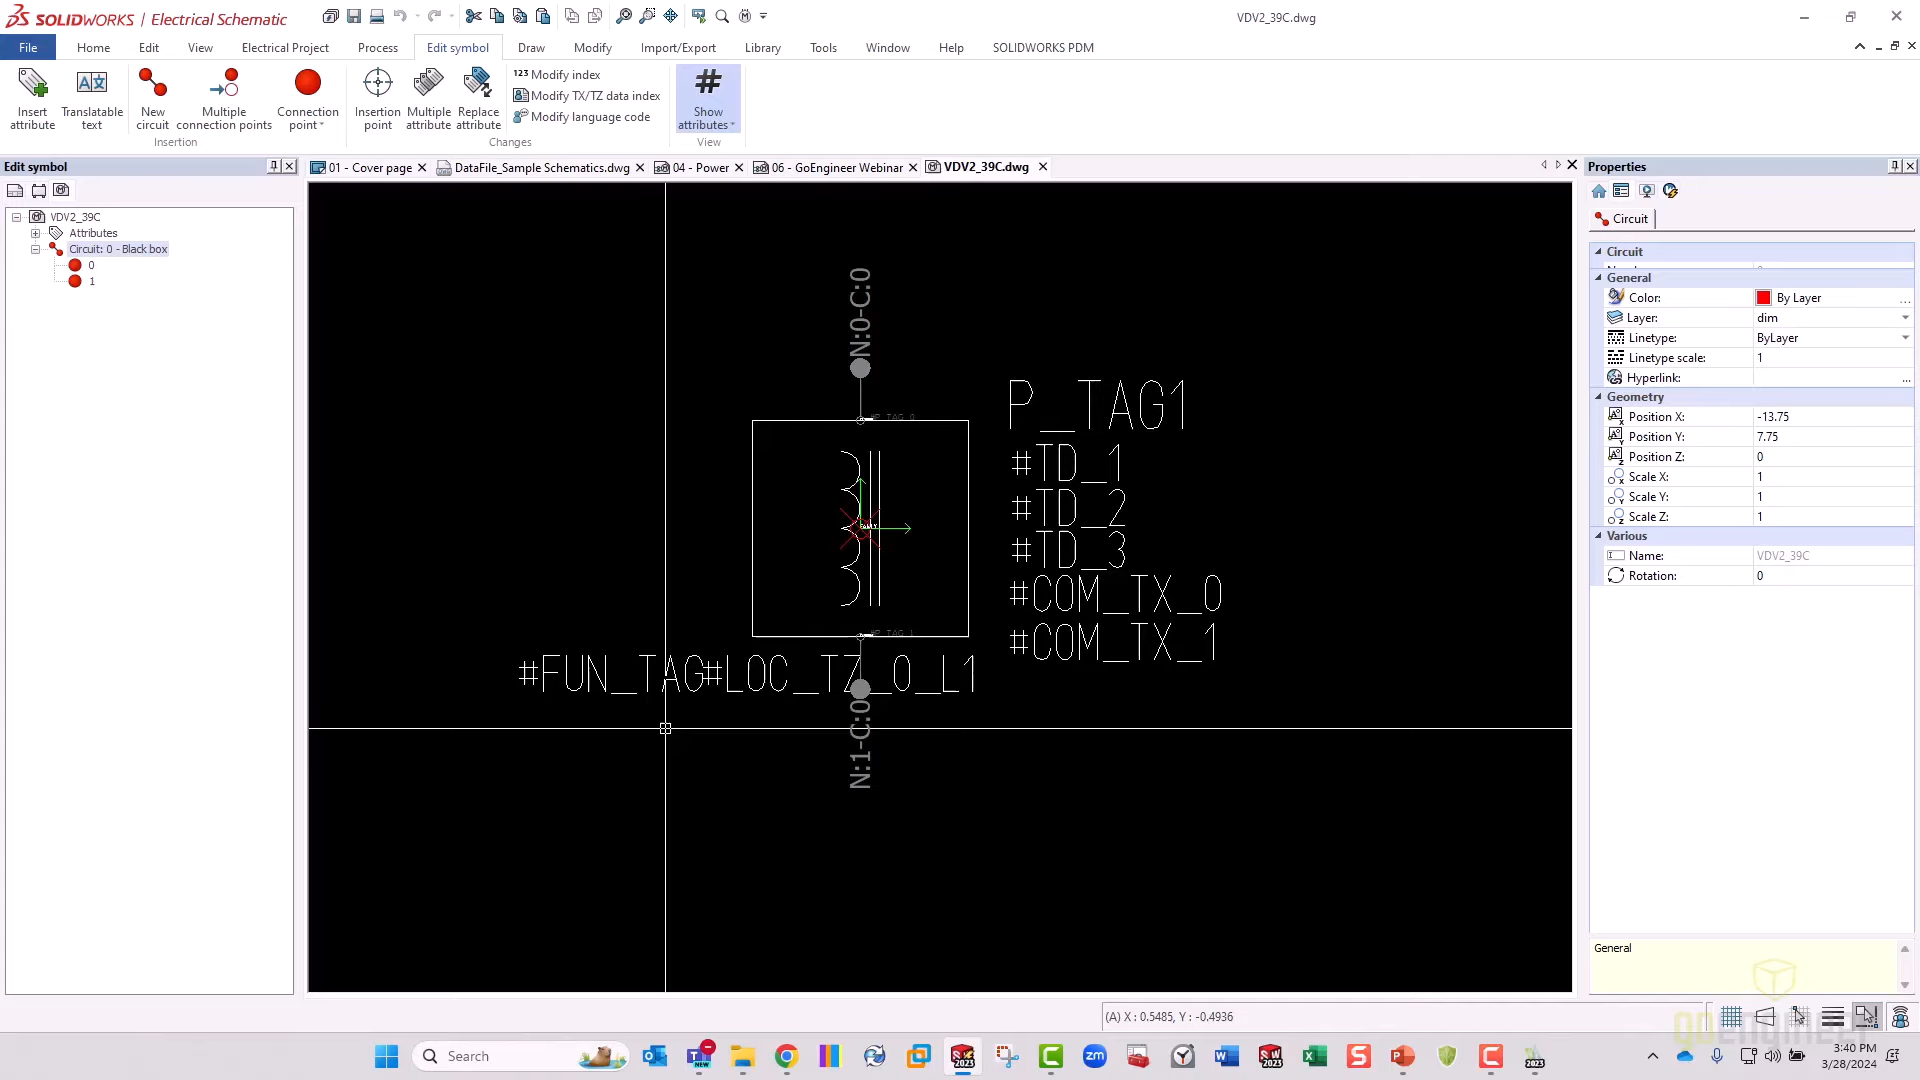 SOLIDWORKS / Electrical Schematic
VDV2_39C.dwg
File Home Edit View Electrical Project Process Edit symbol Draw Modify Import/Export Library Tools Window Help SOLIDWORKS PDM
Insert attribute
Translatable text
New circuit
Multiple connection points
Connection point
Insertion
Insertion point
Multiple attribute
Replace attribute
123 Modify index
Modify TX/TZ data index
Modify language code
Changes
Show attributes
View
Edit symbol
01 - Cover page
DataFile_Sample Schematics.dwg
04 - Power
06 - GoEngineer Webinar
VDV2_39C.dwg
Properties
VDV2_39C
Attributes
Circuit: 0 - Black box
0
1
N:0-C:0
P_TAG1
#TD_1
#TD_2
#TD_3
#COM_TX_0
#COM_TX_1
#FUN_TAG#LOC_TZ_0_L1
N:1-C:0
Circuit
Circuit
General
Color: By Layer ...
Layer: dim
Linetype: ByLayer
Linetype scale: 1
Hyperlink: ...
Geometry
Position X: -13.75
Position Y: 7.75
Position Z: 0
Scale X: 1
Scale Y: 1
Scale Z: 1
Various
Name: VDV2_39C
Rotation: 0
General
(A) X : 0.5485, Y : -0.4936
goengineer
Search
NEW
zm
2023
2023
2023
3:40 PM
3/28/2024